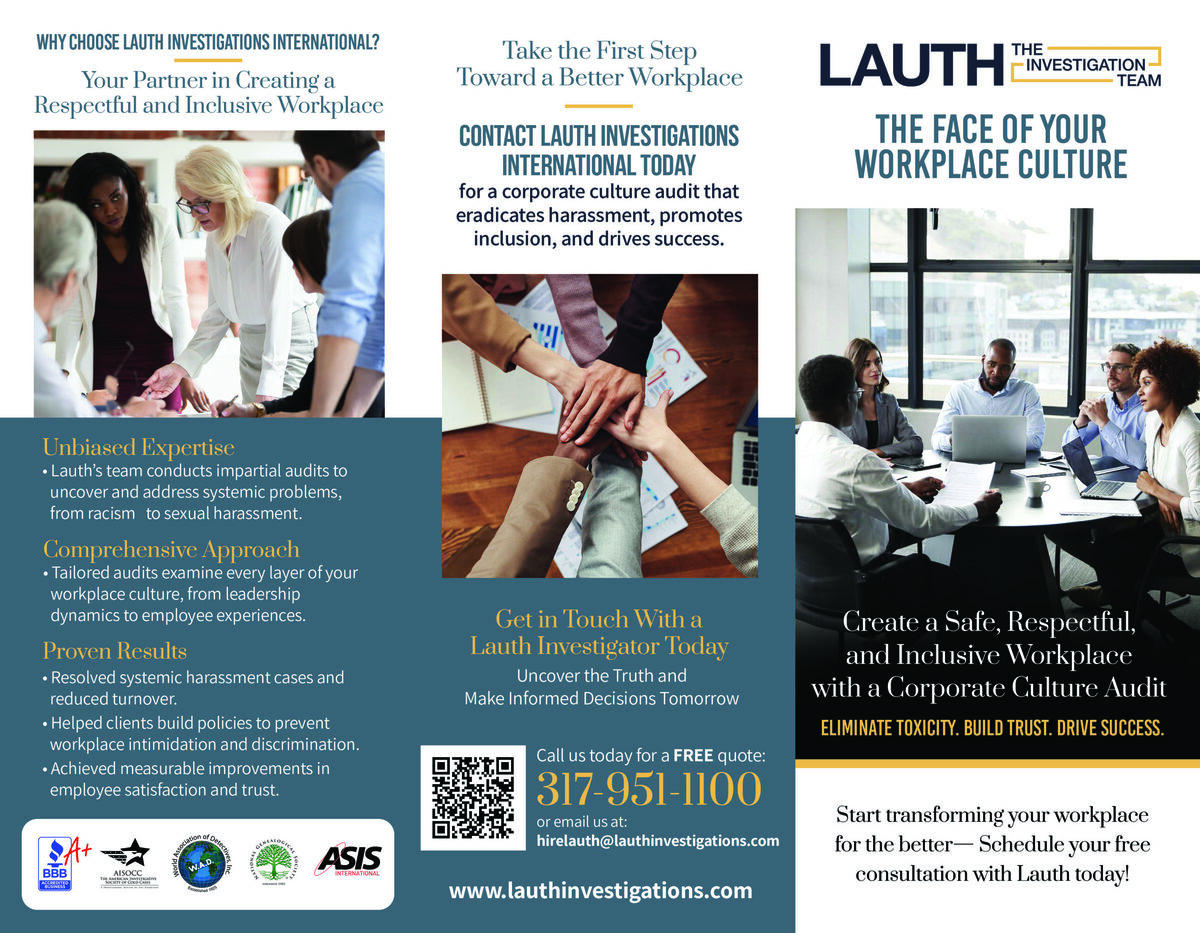 WHY CHOOSE LAUTH INVESTIGATIONS INTERNATIONAL?
Your Partner in Creating a
Respectful and Inclusive Workplace
Unbiased Expertise
• Lauth's team conducts impartial audits to
uncover and address systemic problems,
from racism to sexual harassment.
Comprehensive Approach
• Tailored audits examine every layer of your
workplace culture, from leadership
dynamics to employee experiences.
Proven Results
• Resolved systemic harassment cases and
reduced turnover.
• Helped clients build policies to prevent
workplace intimidation and discrimination.
• Achieved measurable improvements in
employee satisfaction and trust.
BBB
ACCREDITED
BUSINESS
A+
AISOCC
THE AMERICAN INVESTIGATIVE
SOCIETY OF COLD CASES
World Association of Detectives, Inc.
W.A.D.
Established 1925
NATIONAL GENEALOGICAL SOCIETY
ASIS
INTERNATIONAL
Take the First Step
Toward a Better Workplace
CONTACT LAUTH INVESTIGATIONS
INTERNATIONAL TODAY
for a corporate culture audit that
eradicates harassment, promotes
inclusion, and drives success.
Get in Touch With a
Lauth Investigator Today
Uncover the Truth and
Make Informed Decisions Tomorrow
Call us today for a FREE quote:
317-951-1100
or email us at:
hirelauth@lauthinvestigations.com
www.lauthinvestigations.com
LAUTH THE
INVESTIGATION
TEAM
THE FACE OF YOUR
WORKPLACE CULTURE
Create a Safe, Respectful,
and Inclusive Workplace
with a Corporate Culture Audit
ELIMINATE TOXICITY. BUILD TRUST. DRIVE SUCCESS.
Start transforming your workplace
for the better— Schedule your free
consultation with Lauth today!